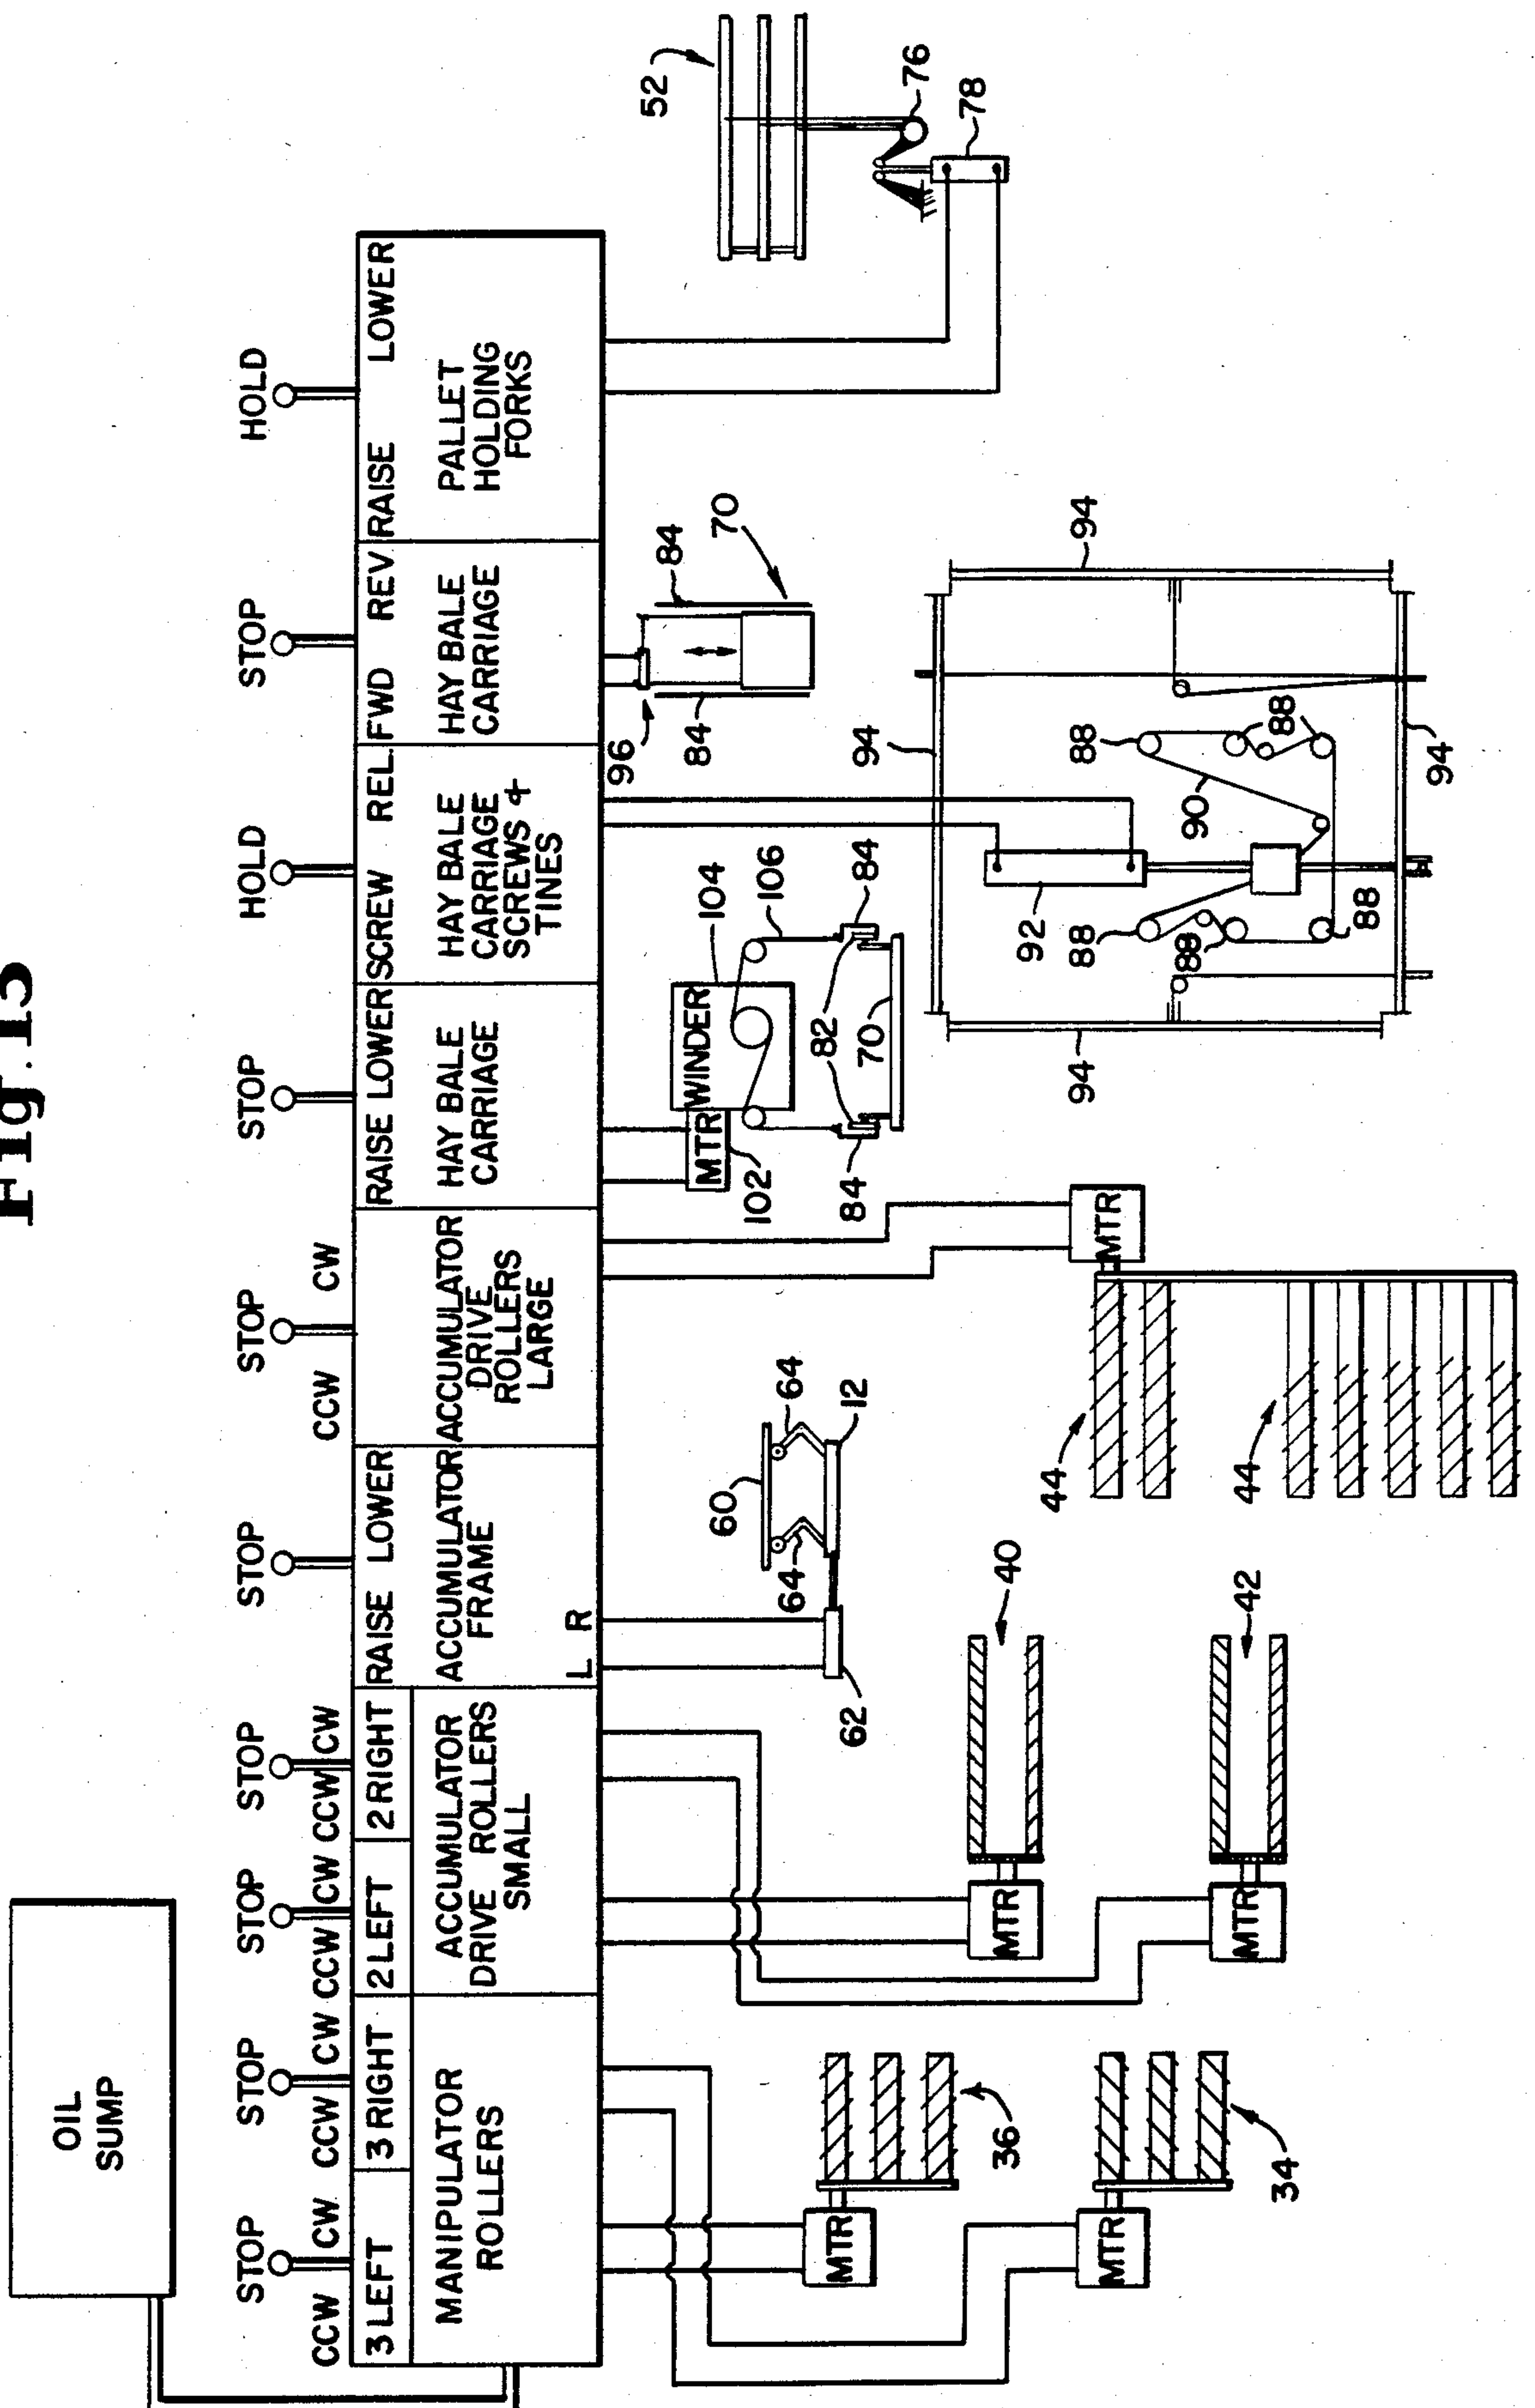 Fig. 15
OIL
SUMP
STOP
CCW CW
STOP
CCW CW
STOP
CCW CW
STOP
CCW CW
STOP
STOP
CCW CW
STOP
HOLD
STOP
HOLD
3 LEFT
3 RIGHT
2 LEFT
2 RIGHT
RAISE LOWER
RAISE LOWER
SCREW REL.
FWD REV
RAISE LOWER
MANIPULATOR
ROLLERS
ACCUMULATOR
DRIVE ROLLERS
SMALL
ACCUMULATOR
FRAME
L R
ACCUMULATOR
DRIVE
ROLLERS
LARGE
HAY BALE
CARRIAGE
HAY BALE
CARRIAGE
SCREWS &
TINES
HAY BALE
CARRIAGE
PALLET
HOLDING
FORKS
MTR
36
MTR
34
MTR
40
MTR
42
62
64
60
64
12
MTR
44
44
MTR
102
WINDER
104
106
84
82
84
70
96
84
84
70
92
94
94
94
94
88
88
88
88
88
90
52
76
78